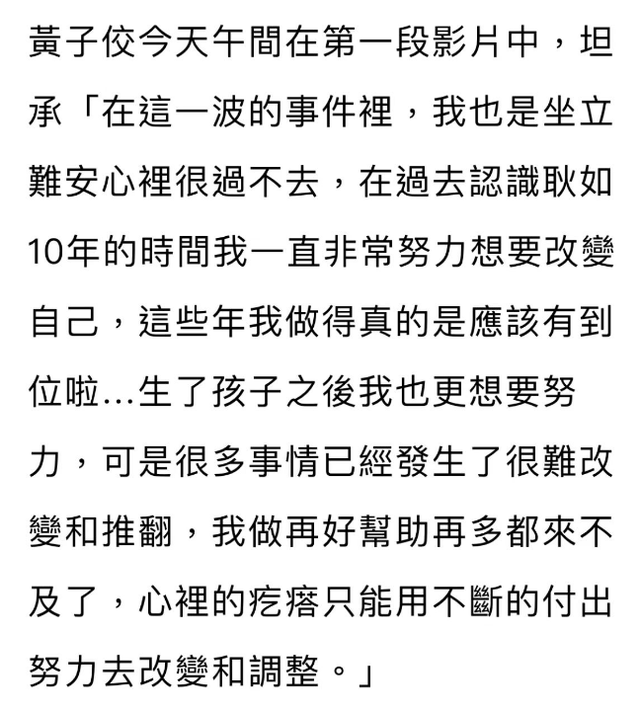 黃子佼今天午間在第一段影片中，坦
承「在這一波的事件裡，我也是坐立
難安心裡很過不去，在過去認識耿如
10年的時間我一直非常努力想要改變
自己，這些年我做得真的是應該有到
位啦...生了孩子之後我也更想要努
力，可是很多事情已經發生了很難改
變和推翻，我做再好幫助再多都來不
及了，心裡的疙瘩只能用不斷的付出
努力去改變和調整。」